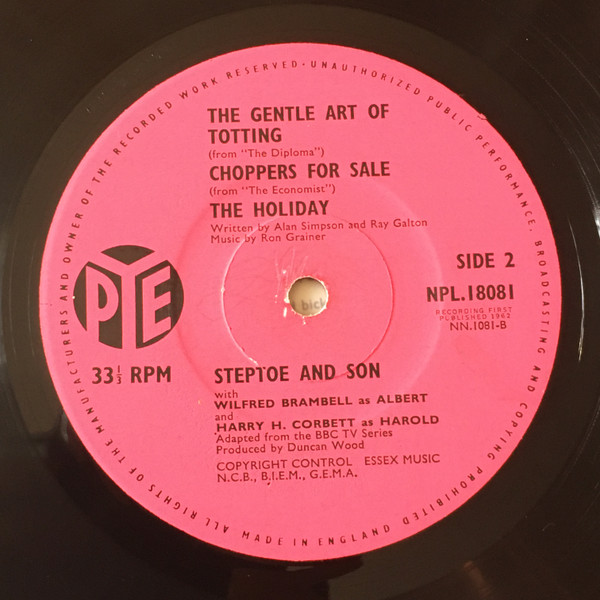 ALL RIGHTS OF THE MANUFACTURERS AND OWNER OF THE RECORDED WORK RESERVED · UNAUTHORIZED PUBLIC PERFORMANCE, BROADCASTING AND COPYING PROHIBITED
THE GENTLE ART OF
TOTTING
(from "The Diploma")
CHOPPERS FOR SALE
(from "The Economist")
THE HOLIDAY
Written by Alan Simpson and Ray Galton
Music by Ron Grainer
SIDE 2
PYE
NPL.18081
RECORDING FIRST
PUBLISHED 1962
NN.1081-B
33⅓ RPM
STEPTOE AND SON
with
WILFRED BRAMBELL as ALBERT
and
HARRY H. CORBETT as HAROLD
Adapted from the BBC TV Series
Produced by Duncan Wood
COPYRIGHT CONTROL ESSEX MUSIC
N.C.B., B.I.E.M., G.E.M.A.
MADE IN ENGLAND